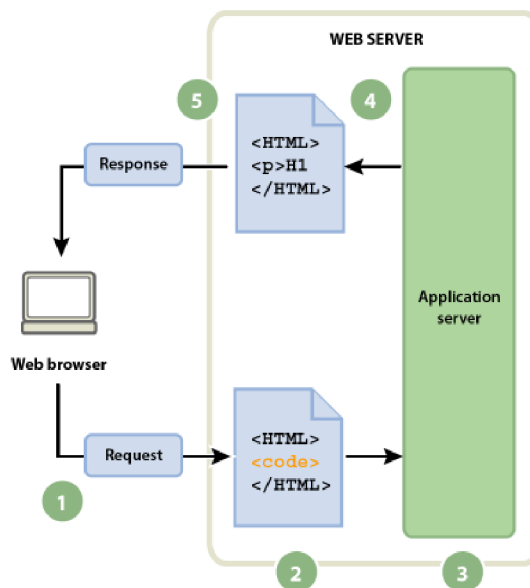 WEB SERVER
5
4
<HTML>
<p>H1
</HTML>
Response
Application
server
Web browser
<HTML>
<code>
</HTML>
Request
1
2
3